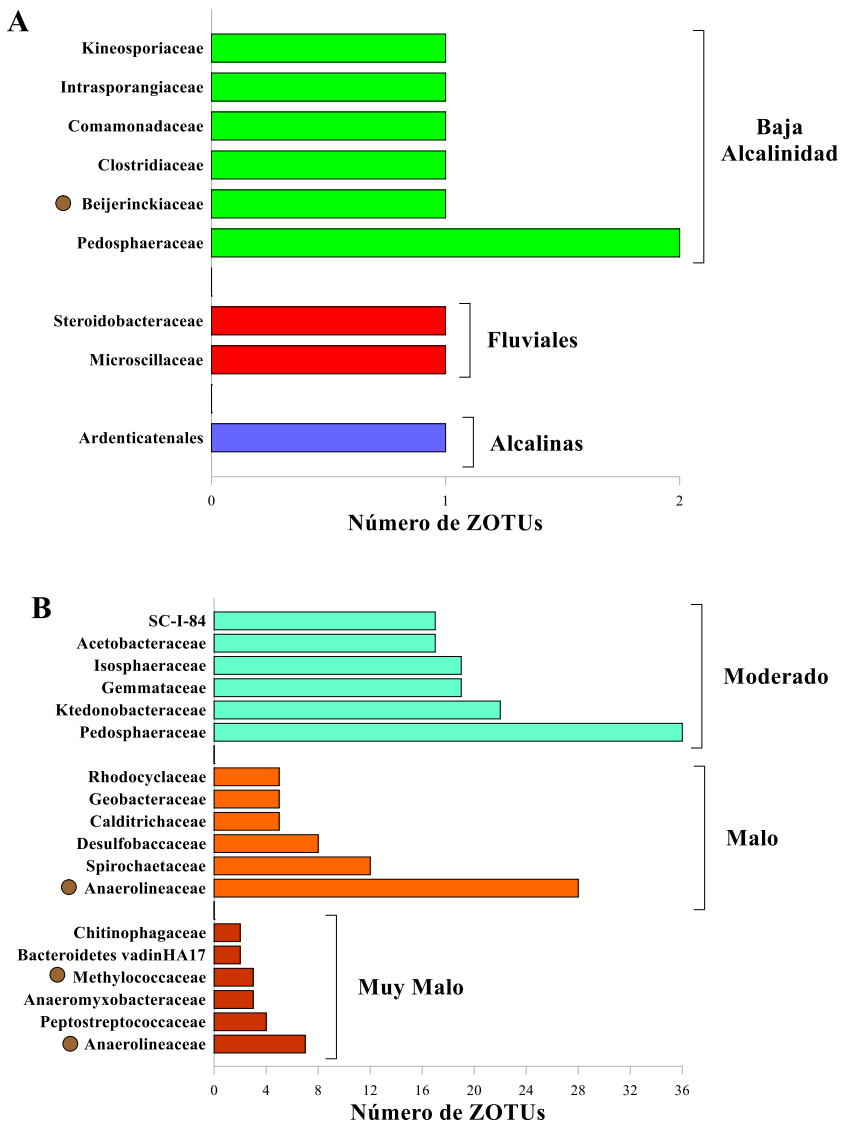 A
Kineosporiaceae
Intrasporangiaceae
Comamonadaceae
Clostridiaceae
Beijerinckiaceae
Pedosphaeraceae
Baja
Alcalinidad
Steroidobacteraceae
Microscillaceae
Fluviales
Ardenticatenales
Alcalinas
0 1 2
Número de ZOTUs
B
SC-I-84
Acetobacteraceae
Isosphaeraceae
Gemmataceae
Ktedonobacteraceae
Pedosphaeraceae
Moderado
Rhodocyclaceae
Geobacteraceae
Calditrichaceae
Desulfobaccaceae
Spirochaetaceae
Anaerolineaceae
Malo
Chitinophagaceae
Bacteroidetes vadinHA17
Methylococcaceae
Anaeromyxobacteraceae
Peptostreptococcaceae
Anaerolineaceae
Muy Malo
0 4 8 12 16 20 24 28 32 36
Número de ZOTUs